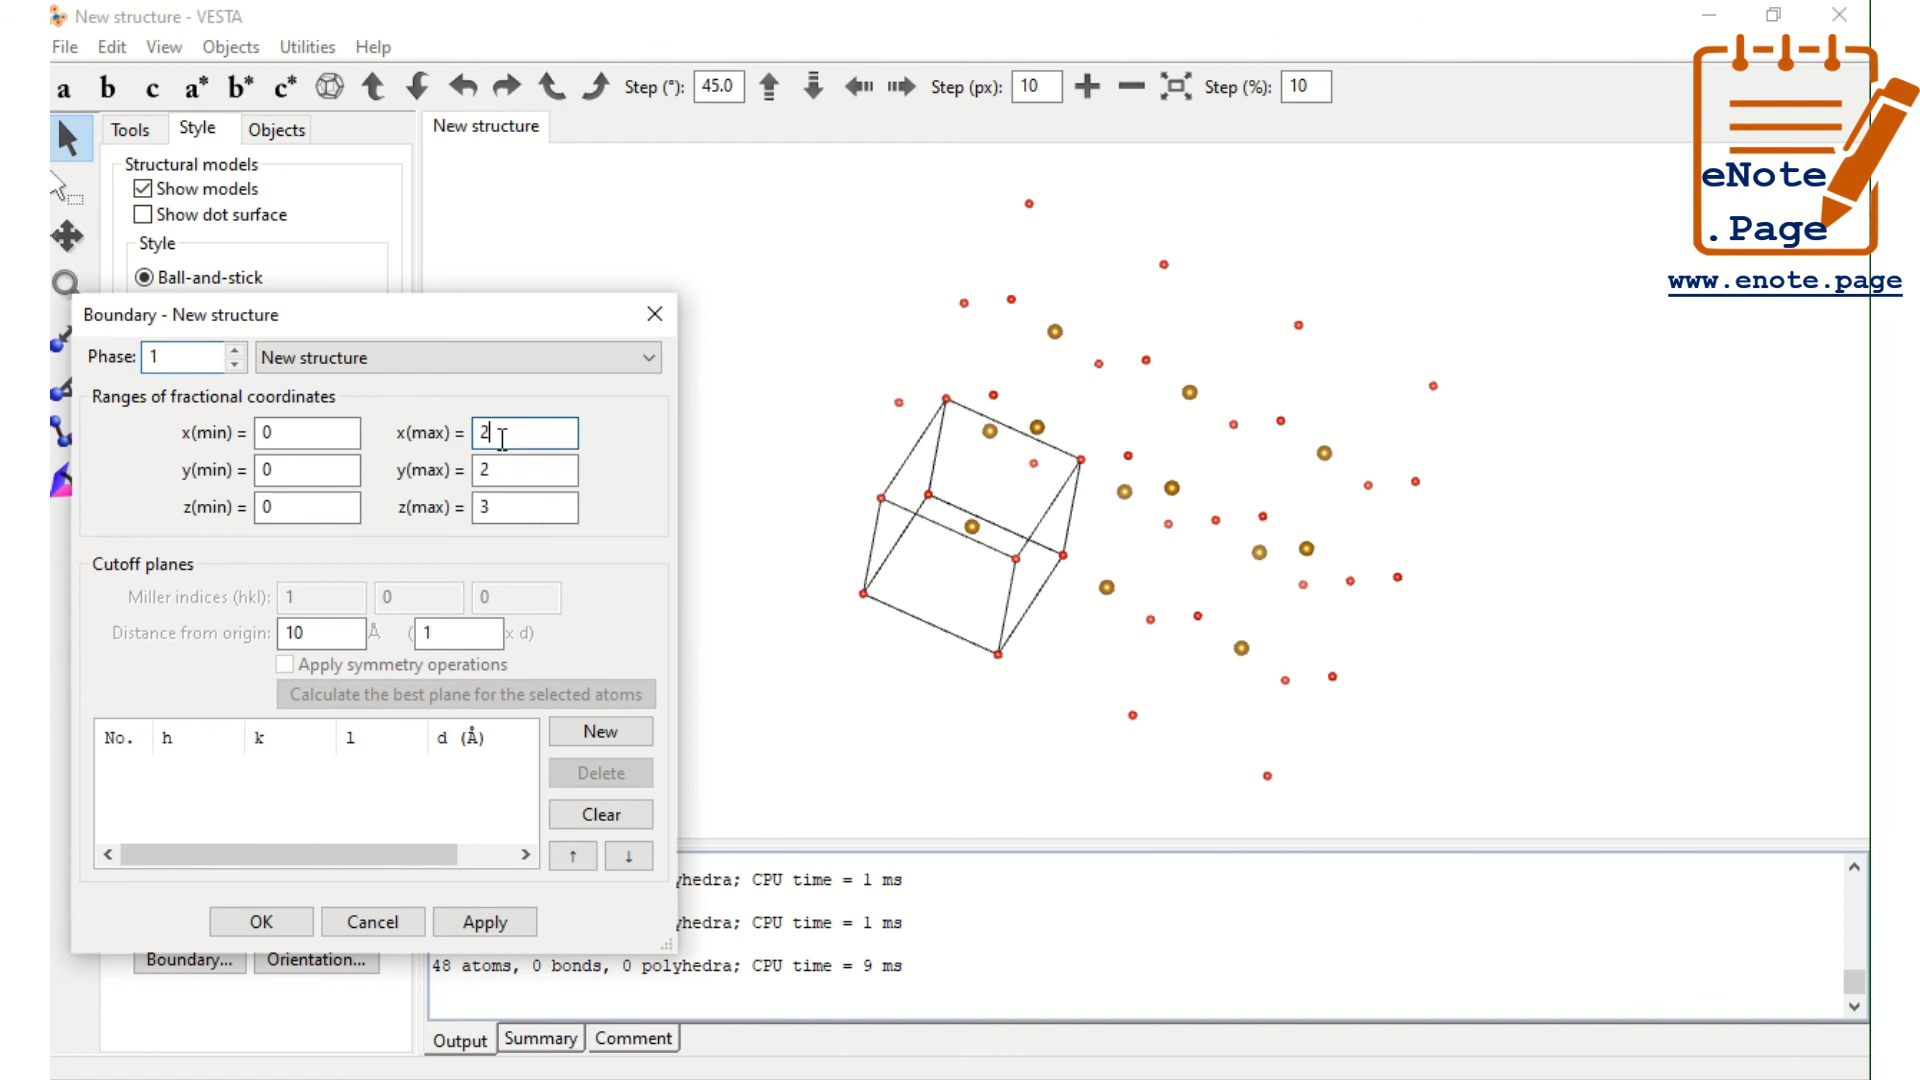 New structure - VESTA
File Edit View Objects Utilities Help
a b c a* b* c* Step (°): 45.0 Step (px): 10 Step (%): 10
Tools Style Objects
New structure
Structural models
Show models
Show dot surface
Style
Ball-and-stick
Boundary - New structure
Phase: 1 New structure
Ranges of fractional coordinates
x(min) = 0 x(max) = 2
y(min) = 0 y(max) = 2
z(min) = 0 z(max) = 3
Cutoff planes
Miller indices (hkl): 1 0 0
Distance from origin: 10 Å ( 1 x d)
Apply symmetry operations
Calculate the best plane for the selected atoms
No. h k l d (Å)
New
Delete
Clear
↑ ↓
OK Cancel Apply
Boundary... Orientation...
yhedra; CPU time = 1 ms
yhedra; CPU time = 1 ms
48 atoms, 0 bonds, 0 polyhedra; CPU time = 9 ms
Output Summary Comment
eNote
.Page
www.enote.page